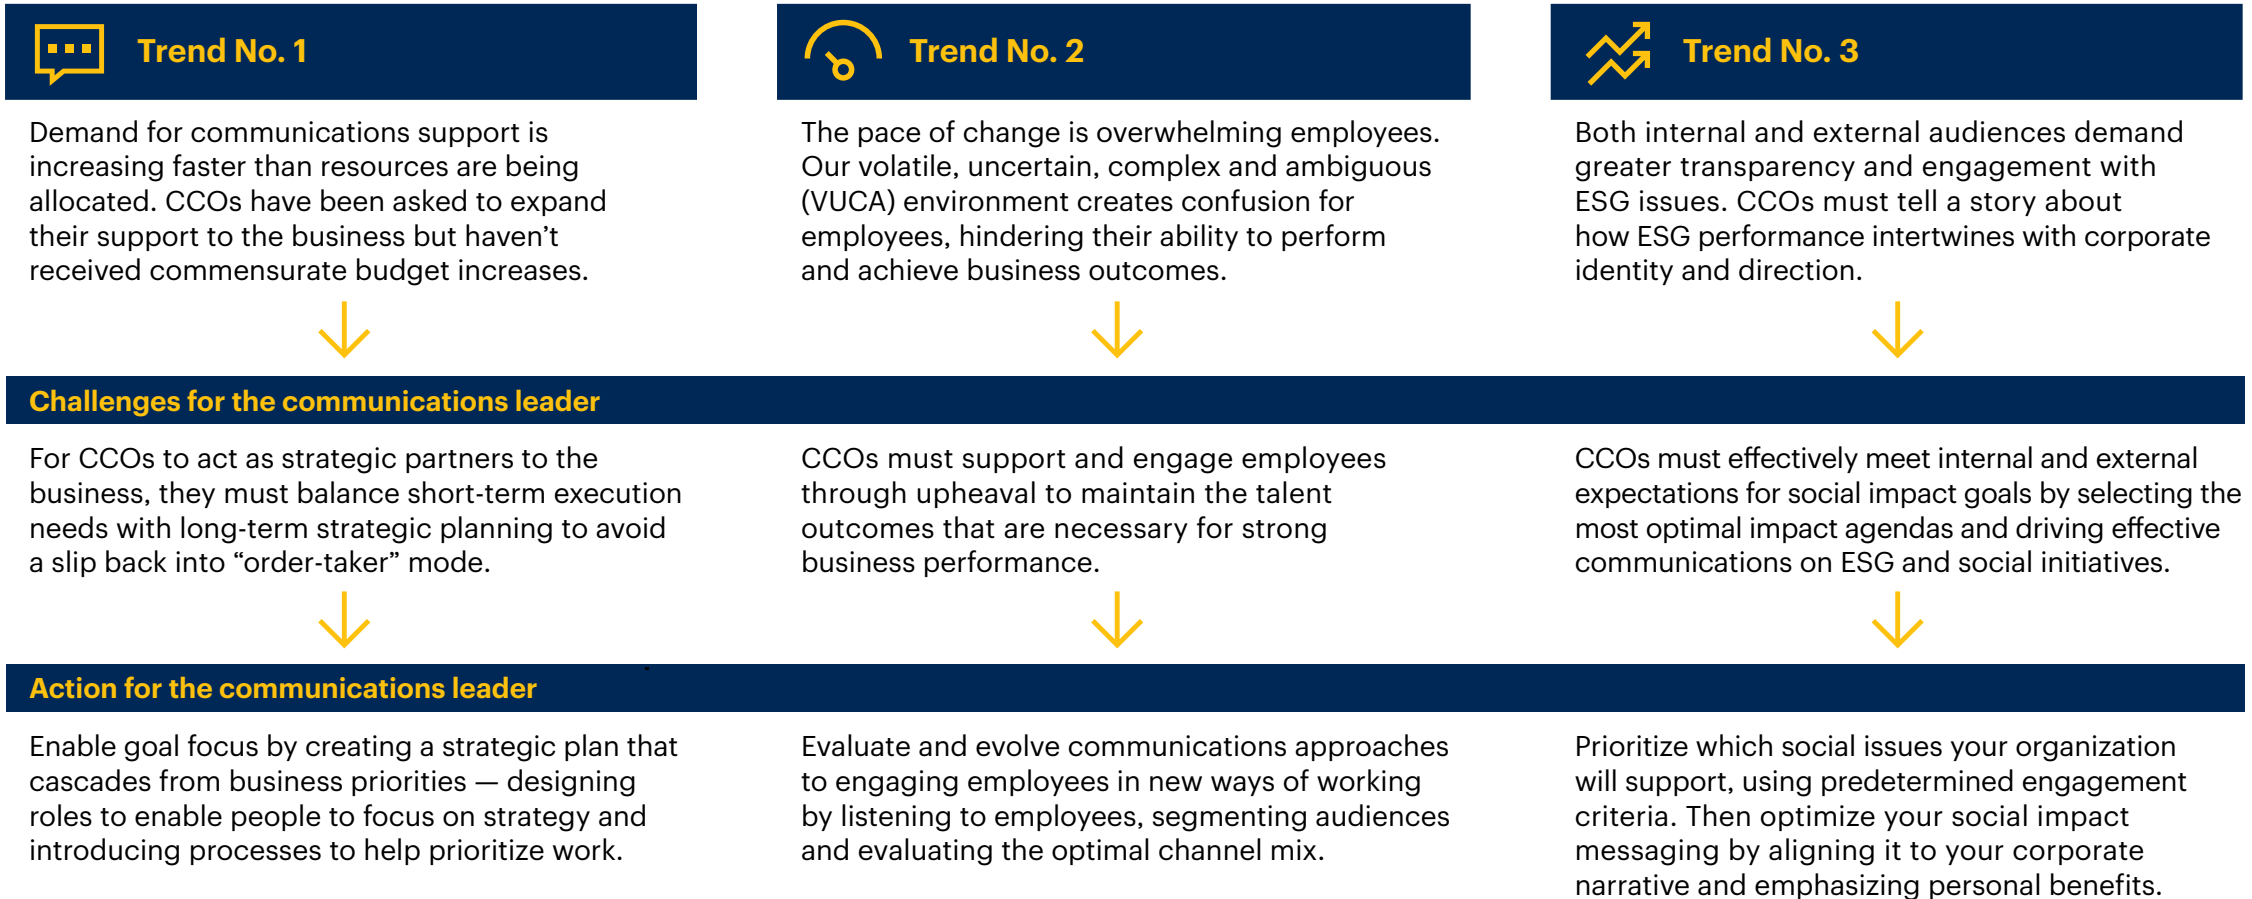 Trend No. 1
Demand for communications support is
increasing faster than resources are being
allocated. CCOs have been asked to expand
their support to the business but haven’t
received commensurate budget increases.
Trend No. 2
The pace of change is overwhelming employees.
Our volatile, uncertain, complex and ambiguous
(VUCA) environment creates confusion for
employees, hindering their ability to perform
and achieve business outcomes.
Trend No. 3
Both internal and external audiences demand
greater transparency and engagement with
ESG issues. CCOs must tell a story about
how ESG performance intertwines with corporate
identity and direction.
Challenges for the communications leader
For CCOs to act as strategic partners to the
business, they must balance short-term execution
needs with long-term strategic planning to avoid
a slip back into “order-taker” mode.
CCOs must support and engage employees
through upheaval to maintain the talent
outcomes that are necessary for strong
business performance.
CCOs must effectively meet internal and external
expectations for social impact goals by selecting the
most optimal impact agendas and driving effective
communications on ESG and social initiatives.
Action for the communications leader
Enable goal focus by creating a strategic plan that
cascades from business priorities — designing
roles to enable people to focus on strategy and
introducing processes to help prioritize work.
Evaluate and evolve communications approaches
to engaging employees in new ways of working
by listening to employees, segmenting audiences
and evaluating the optimal channel mix.
Prioritize which social issues your organization
will support, using predetermined engagement
criteria. Then optimize your social impact
messaging by aligning it to your corporate
narrative and emphasizing personal benefits.